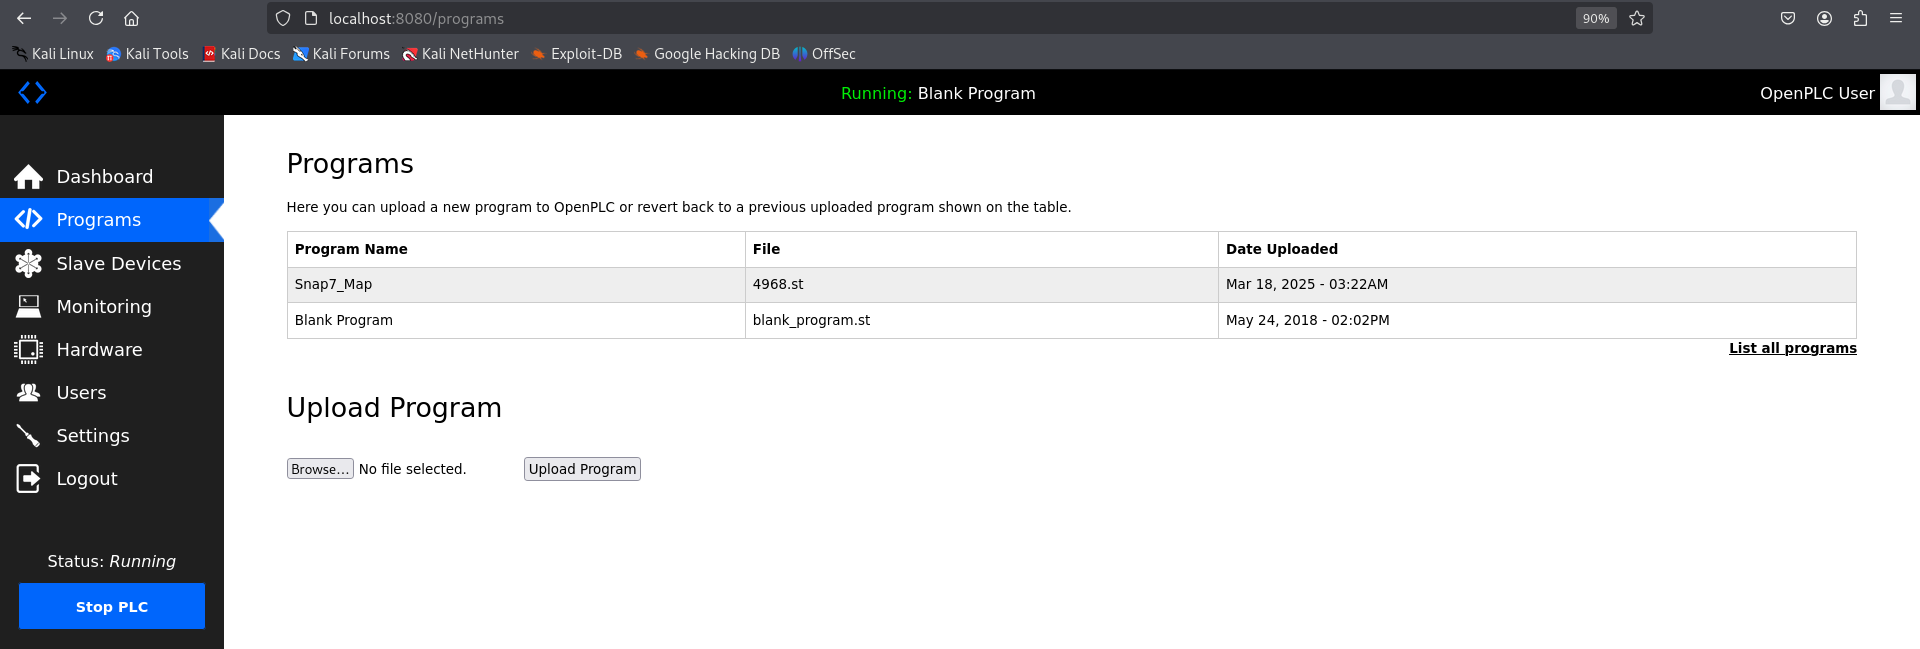 localhost:8080/programs
90%
Kali Linux Kali Tools Kali Docs Kali Forums Kali NetHunter Exploit-DB Google Hacking DB OffSec
Running: Blank Program
OpenPLC User
Dashboard
Programs
Slave Devices
Monitoring
Hardware
Users
Settings
Logout
Status: Running
Stop PLC
Programs
Here you can upload a new program to OpenPLC or revert back to a previous uploaded program shown on the table.
Program Name File Date Uploaded
Snap7_Map 4968.st Mar 18, 2025 - 03:22AM
Blank Program blank_program.st May 24, 2018 - 02:02PM
List all programs
Upload Program
Browse... No file selected. Upload Program